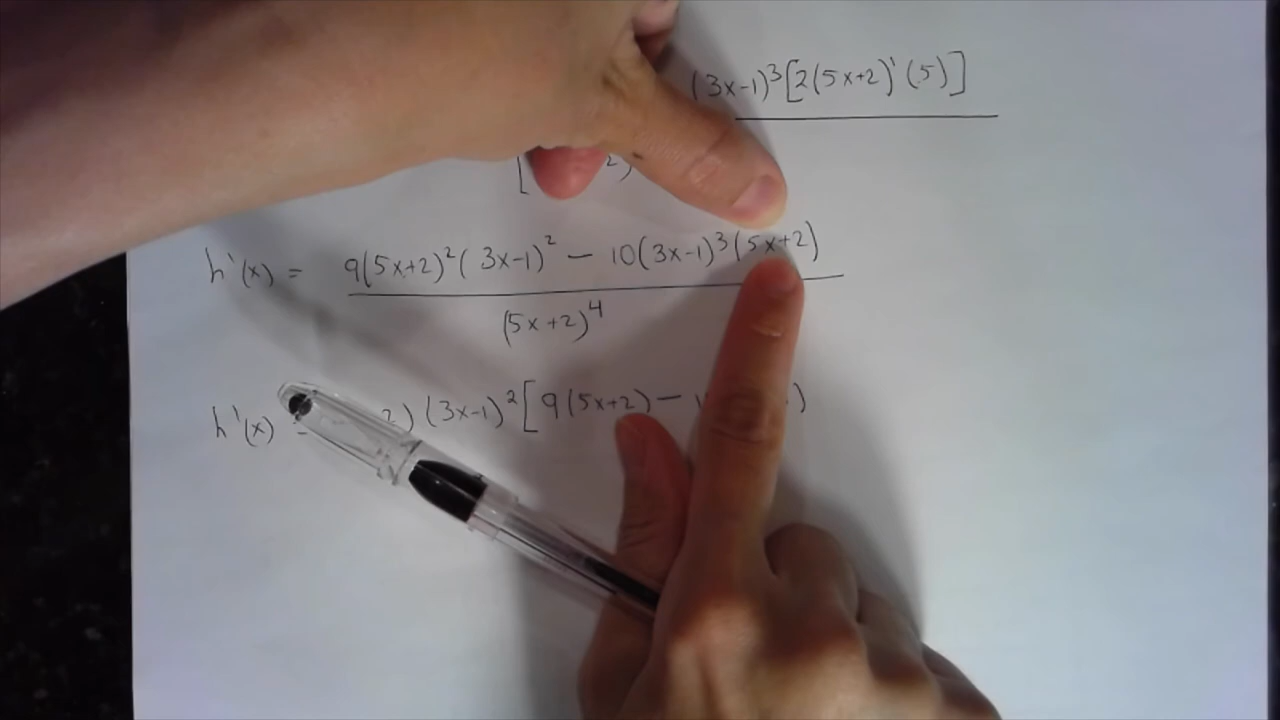 (3x-1)³[2(5x+2)¹(5)]
[ ²)
h'(x) = 9(5x+2)²(3x-1)² - 10(3x-1)³(5x+2)
(5x+2)⁴
h'(x) = 2)(3x-1)²[9(5x+2) - )